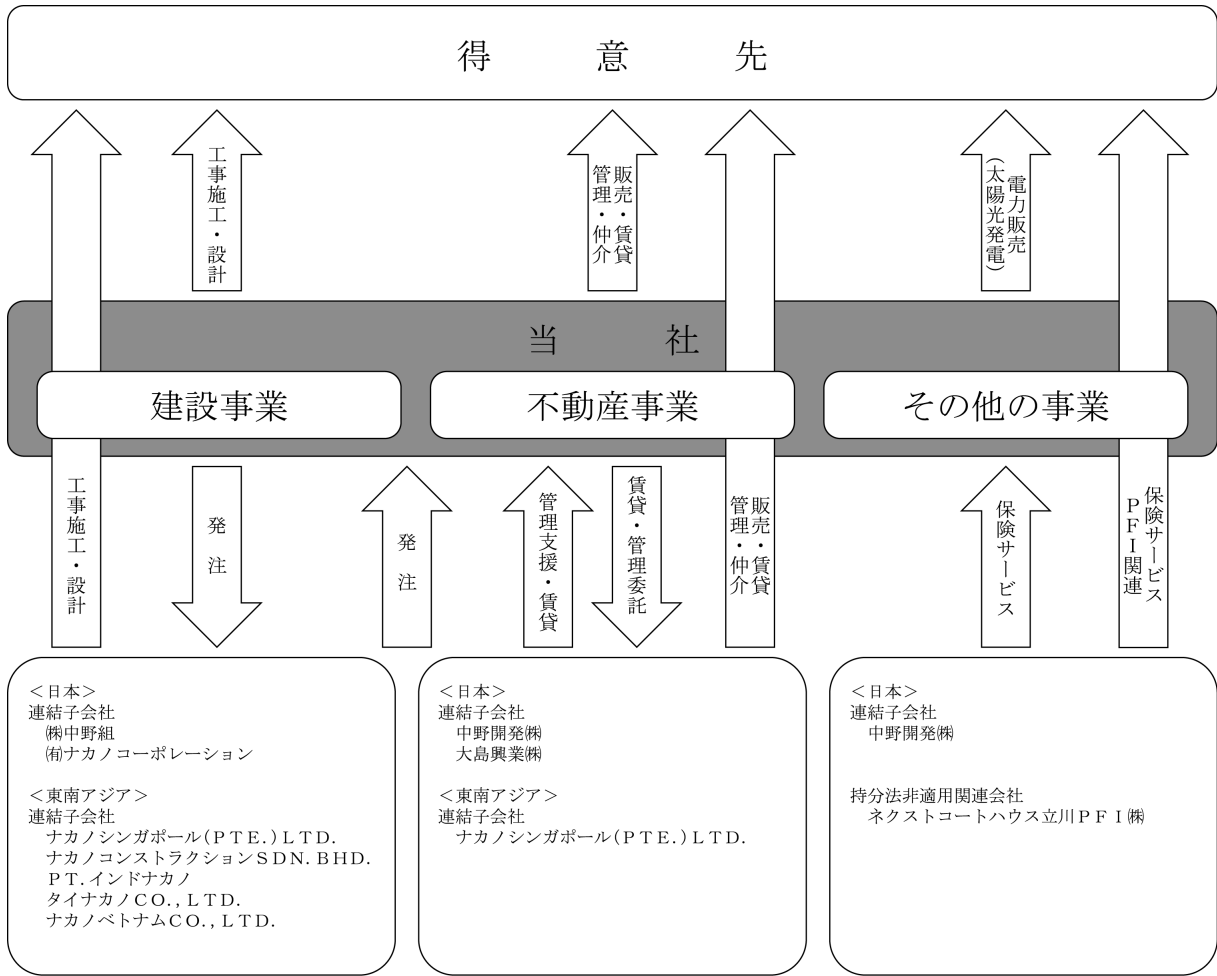 得意先
工事施工・設計
販売・賃貸
管理・仲介
電力販売
(太陽光発電)
当社
建設事業
不動産事業
その他の事業
工事施工・設計
発注
発注
管理支援・賃貸
賃貸・管理委託
販売・賃貸
管理・仲介
保険サービス
保険サービス
PFI関連
＜日本＞
連結子会社
㈱中野組
㈲ナカノコーポレーション
＜東南アジア＞
連結子会社
ナカノシンガポール(PTE.)LTD.
ナカノコンストラクションSDN.BHD.
PT.インドナカノ
タイナカノCO.,LTD.
ナカノベトナムCO.,LTD.
＜日本＞
連結子会社
中野開発㈱
大島興業㈱
＜東南アジア＞
連結子会社
ナカノシンガポール(PTE.)LTD.
＜日本＞
連結子会社
中野開発㈱
持分法非適用関連会社
ネクストコートハウス立川PFI㈱